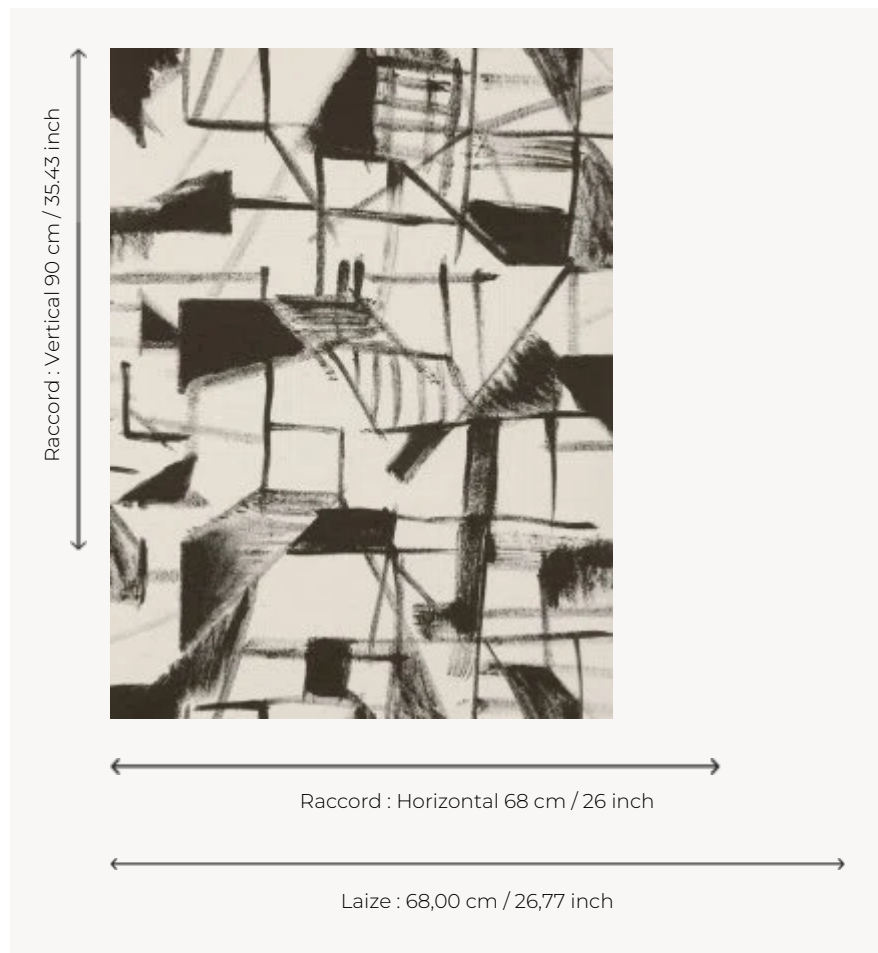 Raccord : Vertical 90 cm / 35.43 inch
Raccord : Horizontal 68 cm / 26 inch
Laize : 68,00 cm / 26,77 inch